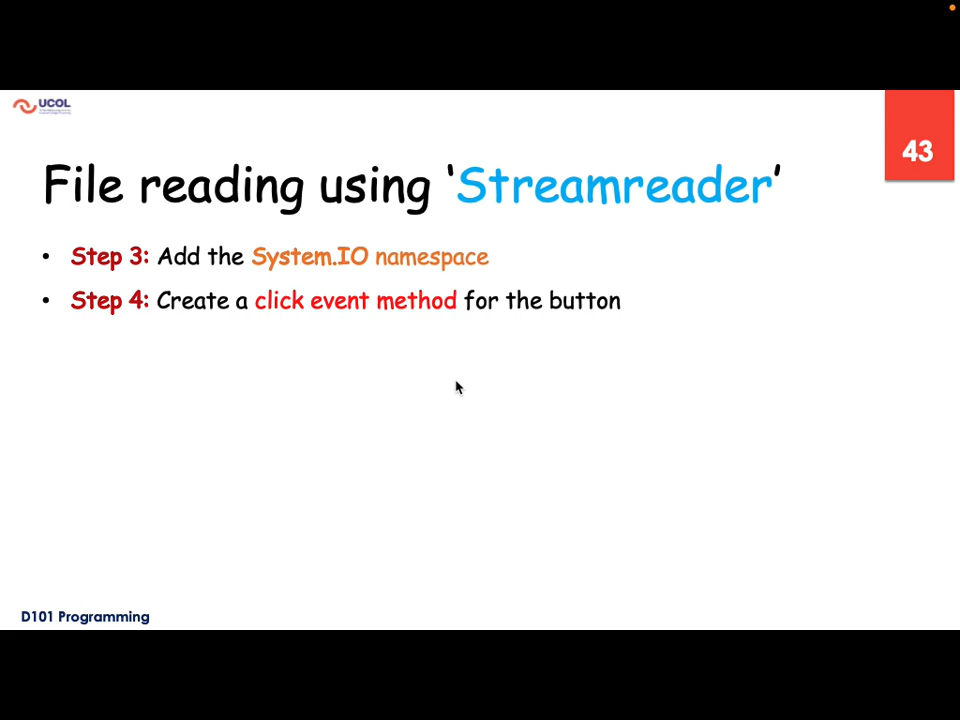 UCOL
43
File reading using ‘Streamreader’
• Step 3: Add the System.IO namespace
• Step 4: Create a click event method for the button
D101 Programming